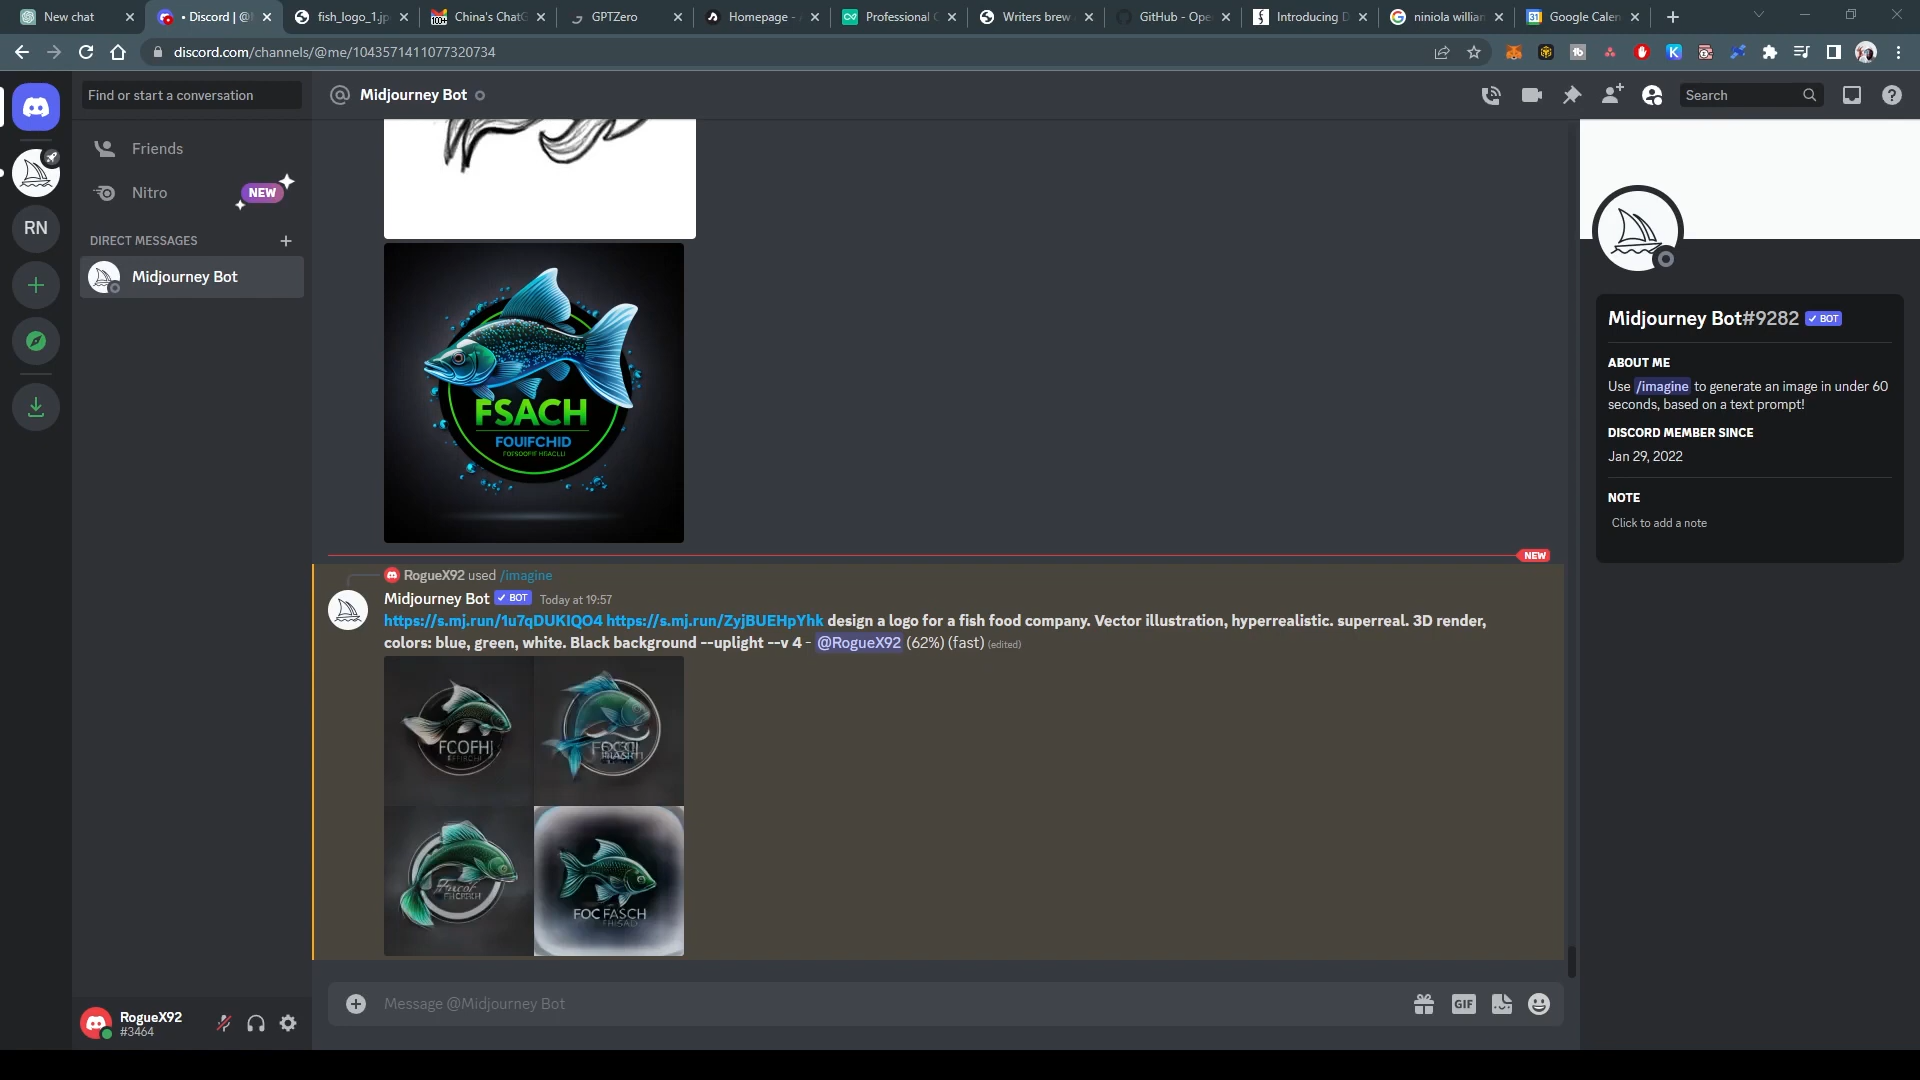 New chat
• Discord | @
fish_logo_1.jp
China's Chat
GPTZero
Homepage -
Professional
Writers brew
GitHub - Ope
Introducing
niniola willia
Google Calen
discord.com/channels/@me/1043571411077320734
Find or start a conversation
Midjourney Bot
Search
Friends
Nitro
NEW
RN
DIRECT MESSAGES
Midjourney Bot
FSACH
FOUIFCHID
NEW
RogueX92 used /imagine
Midjourney Bot BOT Today at 19:57
https://s.mj.run/1u7qDUKIQO4 https://s.mj.run/ZyjBUEHpYhk design a logo for a fish food company. Vector illustration, hyperrealistic. superreal. 3D render,
colors: blue, green, white. Black background --uplight --v 4 - @RogueX92 (62%) (fast) (edited)
FCOFHJ
FOC FASCH
Message @Midjourney Bot
GIF
RogueX92
#3464
Midjourney Bot#9282 BOT
ABOUT ME
Use /imagine to generate an image in under 60
seconds, based on a text prompt!
DISCORD MEMBER SINCE
Jan 29, 2022
NOTE
Click to add a note